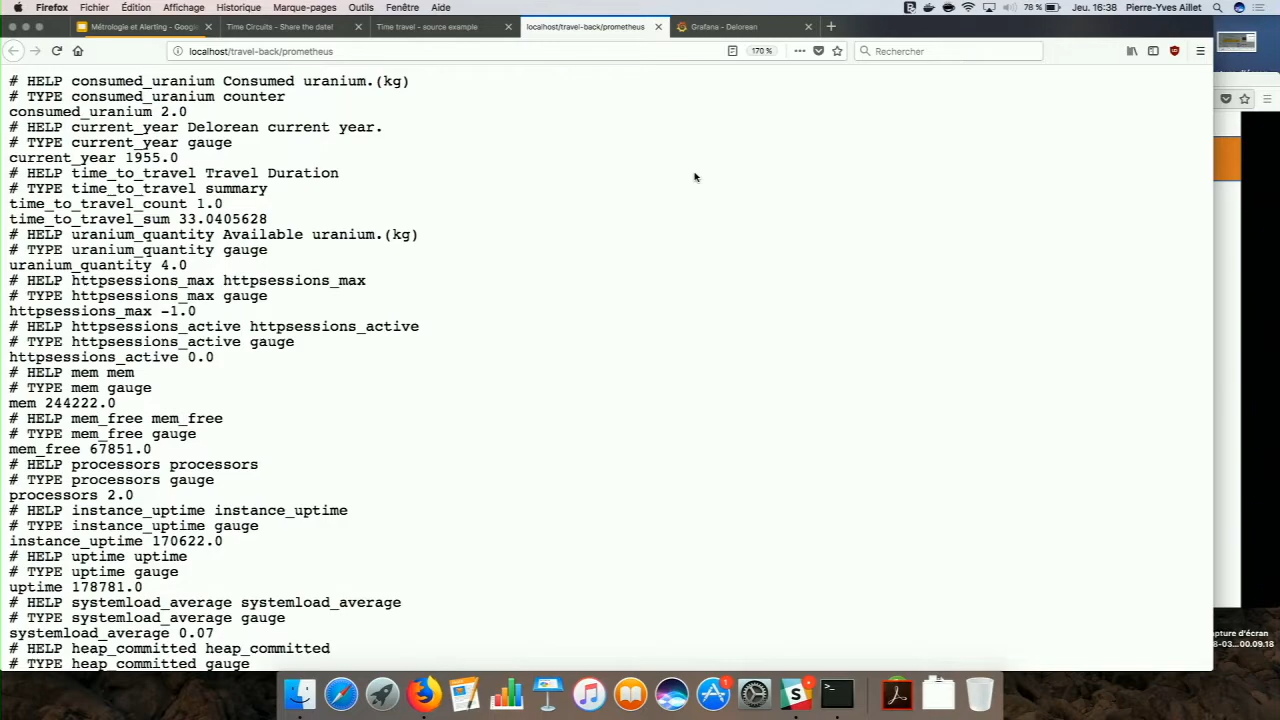 Firefox Fichier Édition Affichage Historique Marque-pages Outils Fenêtre Aide 78 % Jeu. 16:38 Pierre-Yves Aillet
Métrologie et Alerting - Google Time Circuits - Share the date! Time travel - source example localhost/travel-back/prometheus Grafana - Delorean
localhost/travel-back/prometheus 170 % Rechercher
# HELP consumed_uranium Consumed uranium.(kg)
# TYPE consumed_uranium counter
consumed_uranium 2.0
# HELP current_year Delorean current year.
# TYPE current_year gauge
current_year 1955.0
# HELP time_to_travel Travel Duration
# TYPE time_to_travel summary
time_to_travel_count 1.0
time_to_travel_sum 33.0405628
# HELP uranium_quantity Available uranium.(kg)
# TYPE uranium_quantity gauge
uranium_quantity 4.0
# HELP httpsessions_max httpsessions_max
# TYPE httpsessions_max gauge
httpsessions_max -1.0
# HELP httpsessions_active httpsessions_active
# TYPE httpsessions_active gauge
httpsessions_active 0.0
# HELP mem mem
# TYPE mem gauge
mem 244222.0
# HELP mem_free mem_free
# TYPE mem_free gauge
mem_free 67851.0
# HELP processors processors
# TYPE processors gauge
processors 2.0
# HELP instance_uptime instance_uptime
# TYPE instance_uptime gauge
instance_uptime 170622.0
# HELP uptime uptime
# TYPE uptime gauge
uptime 178781.0
# HELP systemload_average systemload_average
# TYPE systemload_average gauge
systemload_average 0.07
# HELP heap_committed heap_committed
# TYPE heap_committed gauge
pture d'écran
8-03...00.09.18